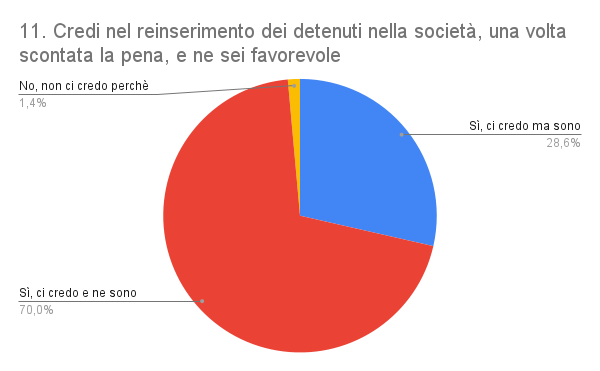 11. Credi nel reinserimento dei detenuti nella società, una volta
scontata la pena, e ne sei favorevole
No, non ci credo perchè
1,4%
Sì, ci credo ma sono
28,6%
Sì, ci credo e ne sono
70,0%